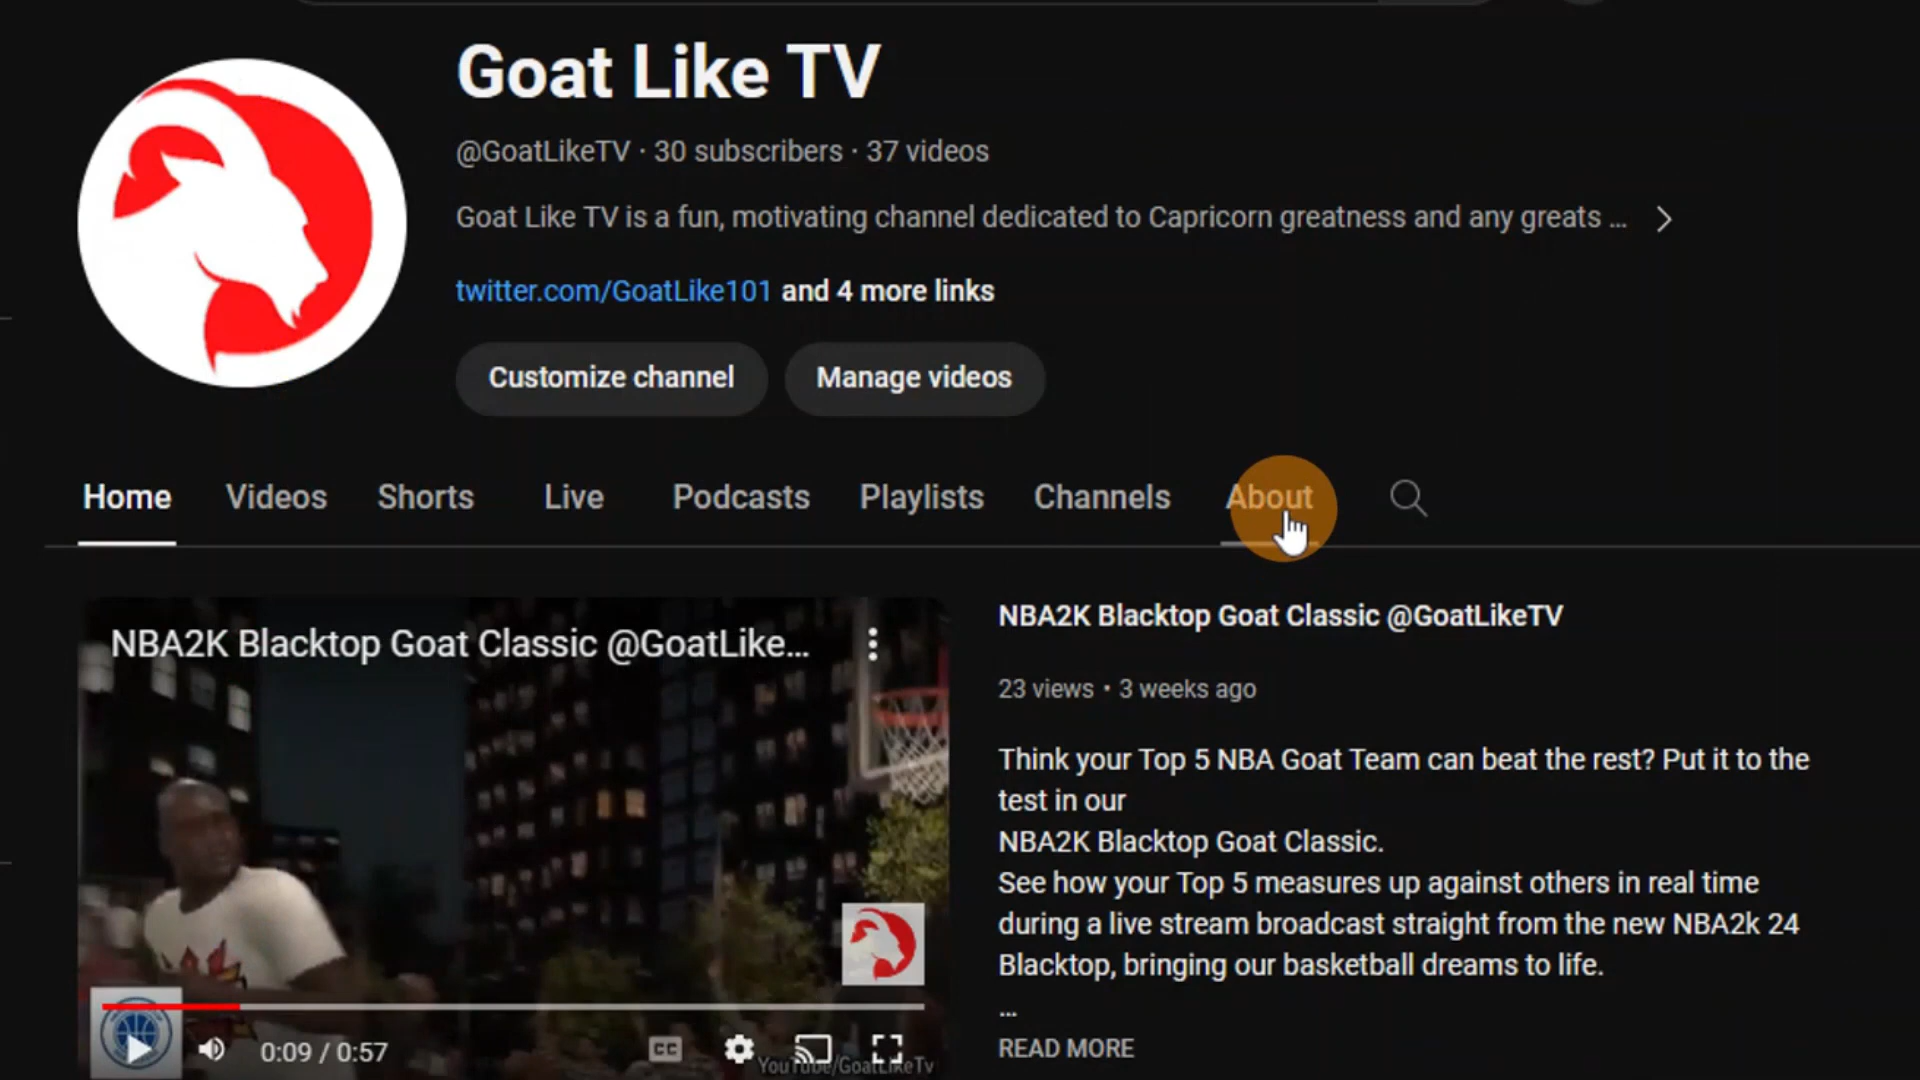 Goat Like TV
@GoatLikeTV · 30 subscribers · 37 videos
Goat Like TV is a fun, motivating channel dedicated to Capricorn greatness and any greats ...
twitter.com/GoatLike101 and 4 more links
Customize channel
Manage videos
Home
Videos
Shorts
Live
Podcasts
Playlists
Channels
About
NBA2K Blacktop Goat Classic @GoatLike...
0:09 / 0:57
CC
YouTube/GoatLikeTv
NBA2K Blacktop Goat Classic @GoatLikeTV
23 views • 3 weeks ago
Think your Top 5 NBA Goat Team can beat the rest? Put it to the
test in our
NBA2K Blacktop Goat Classic.
See how your Top 5 measures up against others in real time
during a live stream broadcast straight from the new NBA2k 24
Blacktop, bringing our basketball dreams to life.
...
READ MORE